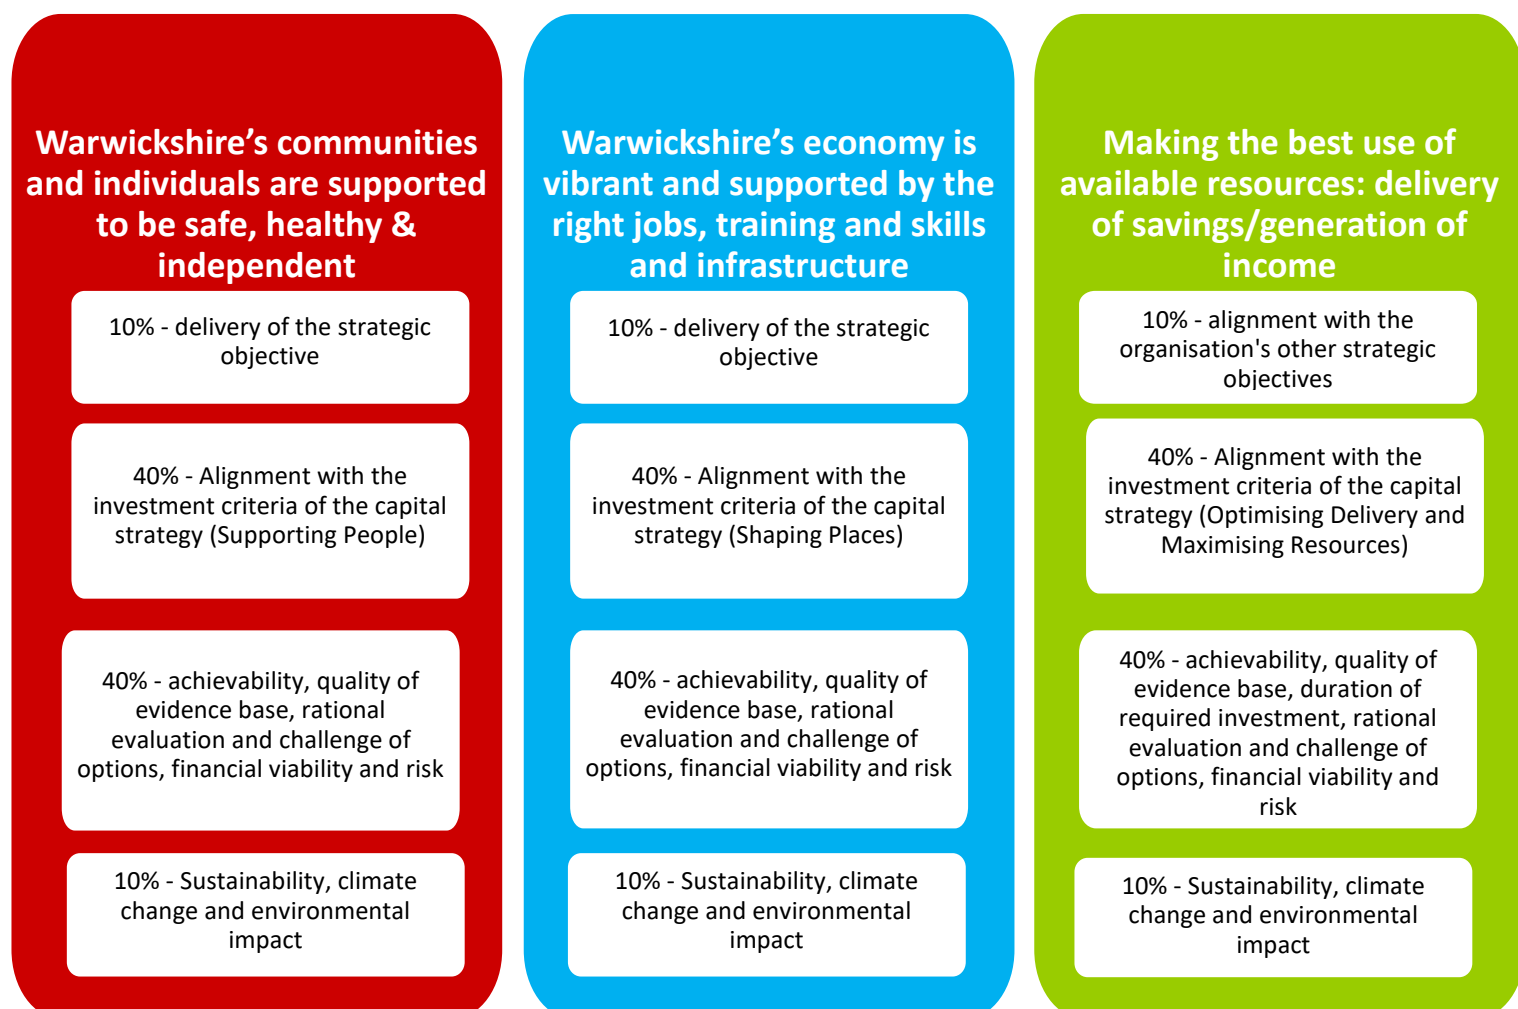 Warwickshire’s communities
and individuals are supported
to be safe, healthy &
independent
10% - delivery of the strategic
objective
40% - Alignment with the
investment criteria of the capital
strategy (Supporting People)
40% - achievability, quality of
evidence base, rational
evaluation and challenge of
options, financial viability and risk
10% - Sustainability, climate
change and environmental
impact
Warwickshire’s economy is
vibrant and supported by the
right jobs, training and skills
and infrastructure
10% - delivery of the strategic
objective
40% - Alignment with the
investment criteria of the capital
strategy (Shaping Places)
40% - achievability, quality of
evidence base, rational
evaluation and challenge of
options, financial viability and risk
10% - Sustainability, climate
change and environmental
impact
Making the best use of
available resources: delivery
of savings/generation of
income
10% - alignment with the
organisation's other strategic
objectives
40% - Alignment with the
investment criteria of the capital
strategy (Optimising Delivery and
Maximising Resources)
40% - achievability, quality of
evidence base, duration of
required investment, rational
evaluation and challenge of
options, financial viability and
risk
10% - Sustainability, climate
change and environmental
impact